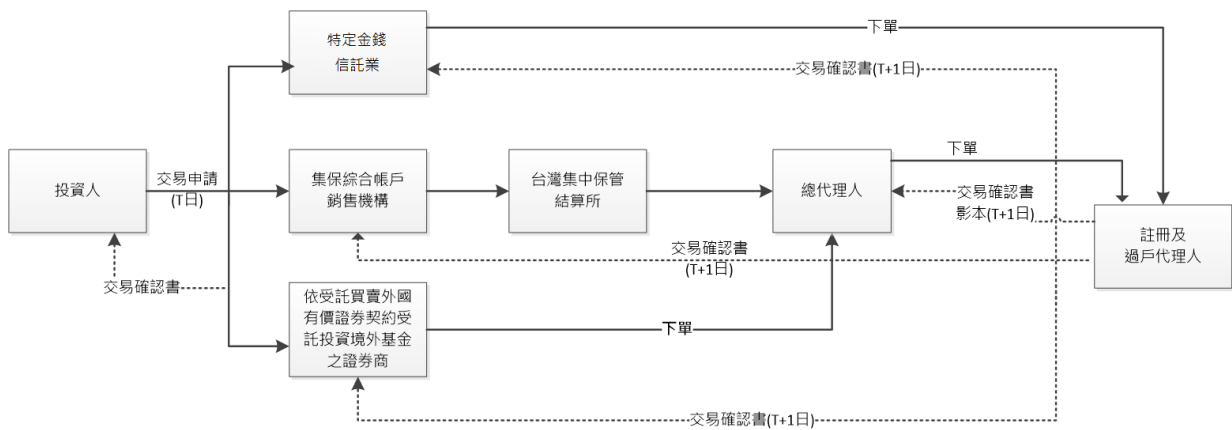 下單
特定金錢
信託業
交易確認書(T+1日)
投資人
交易申請
(T日)
集保綜合帳戶
銷售機構
台灣集中保管
結算所
總代理人
下單
交易確認書
影本(T+1日)
註冊及
過戶代理人
交易確認書
(T+1日)
交易確認書
依受託買賣外國
有價證券契約受
託投資境外基金
之證券商
下單
交易確認書(T+1日)